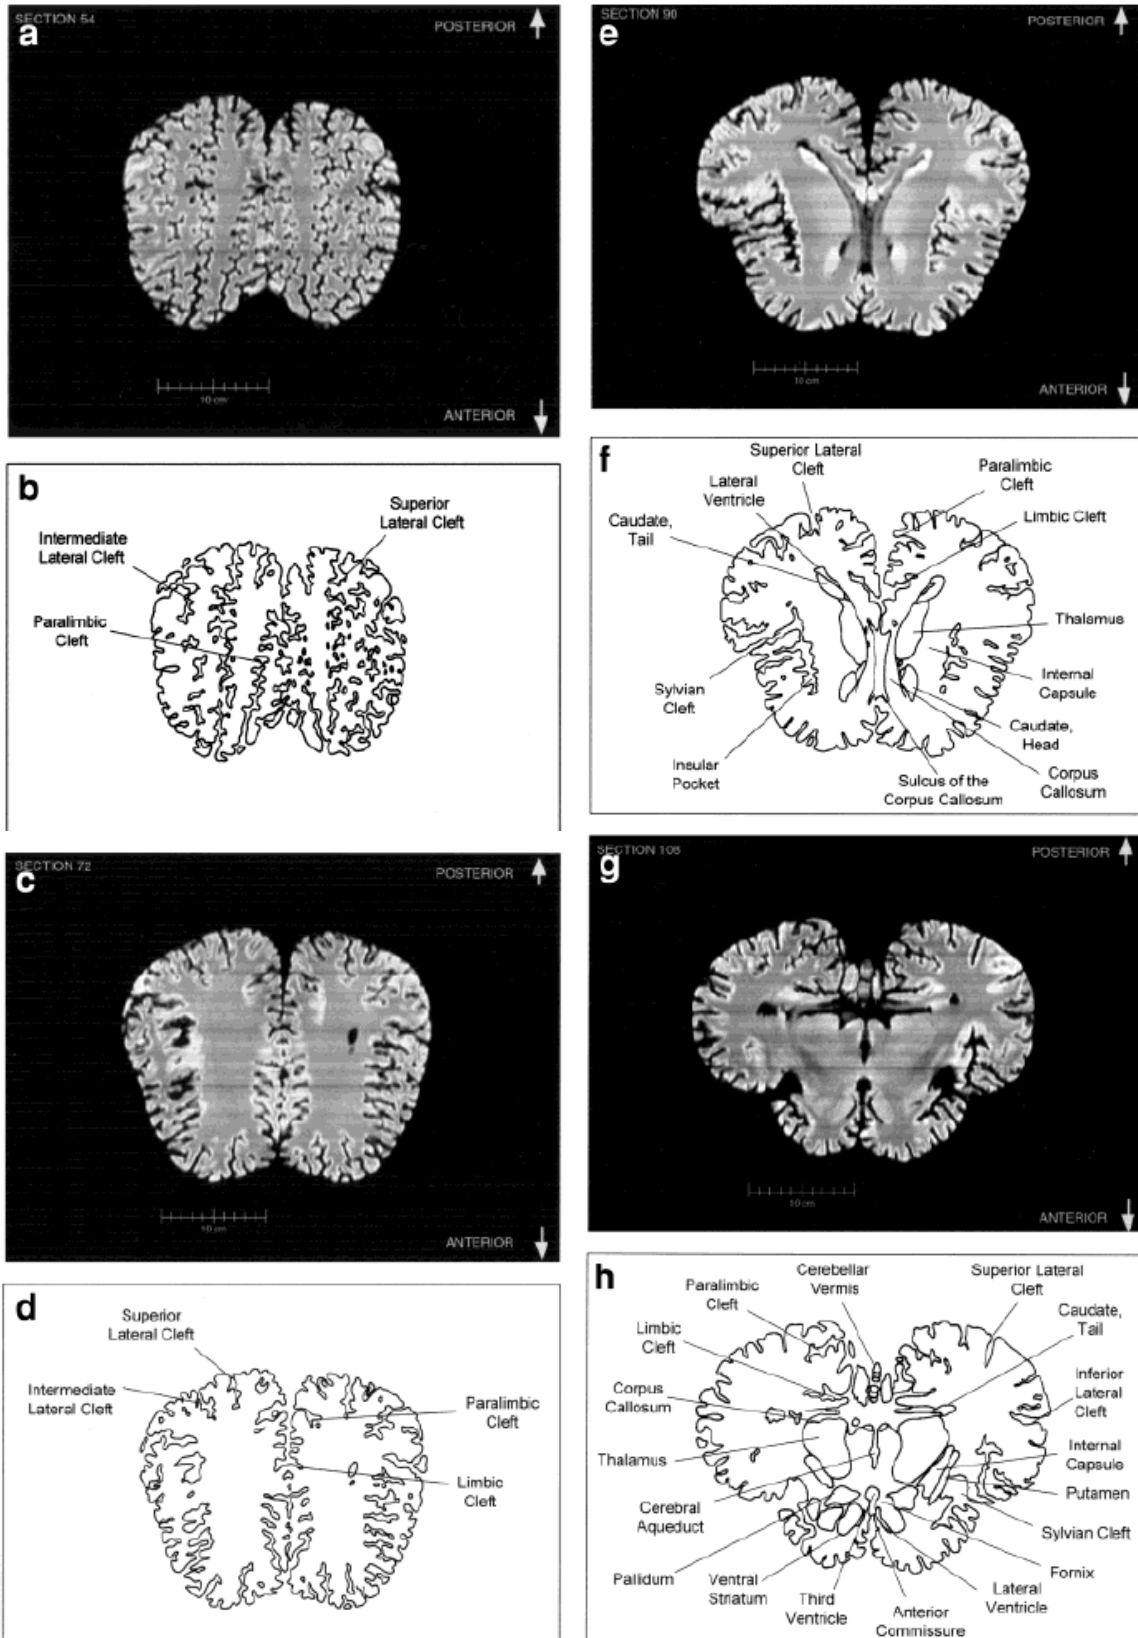 SECTION 54
a
POSTERIOR
10 cm
ANTERIOR
b
Superior
Lateral Cleft
Intermediate
Lateral Cleft
Paralimbic
Cleft
SECTION 72
c
POSTERIOR
10 cm
ANTERIOR
d
Superior
Lateral Cleft
Intermediate
Lateral Cleft
Paralimbic
Cleft
Limbic
Cleft
SECTION 90
e
POSTERIOR
10 cm
ANTERIOR
f
Superior Lateral
Cleft
Lateral
Ventricle
Caudate,
Tail
Paralimbic
Cleft
Limbic Cleft
Thalamus
Internal
Capsule
Sylvian
Cleft
Caudate,
Head
Insular
Pocket
Sulcus of the
Corpus Callosum
Corpus
Callosum
SECTION 108
g
POSTERIOR
10 cm
ANTERIOR
h
Cerebellar
Vermis
Superior Lateral
Cleft
Paralimbic
Cleft
Caudate,
Tail
Limbic
Cleft
Inferior
Lateral
Cleft
Corpus
Callosum
Internal
Capsule
Thalamus
Putamen
Cerebral
Aqueduct
Sylvian Cleft
Pallidum
Ventral
Striatum
Third
Ventricle
Anterior
Commissure
Lateral
Ventricle
Fornix